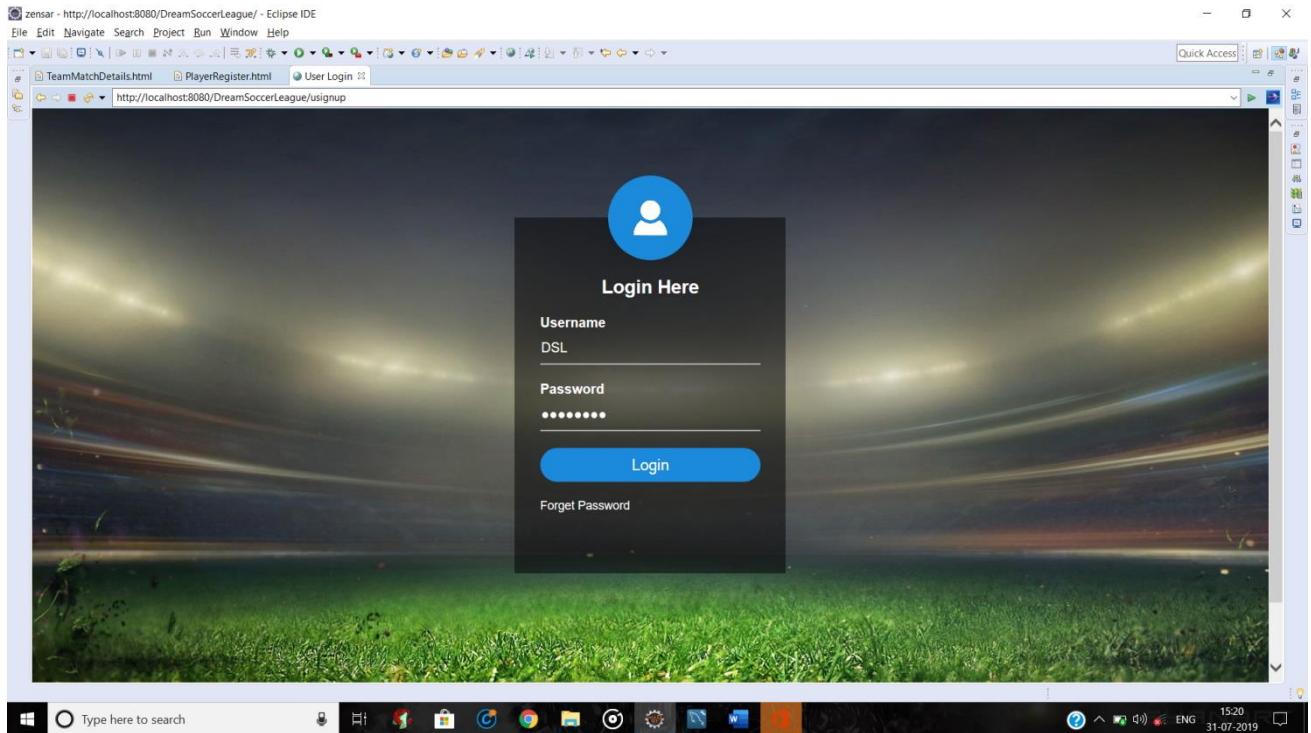 zensar - http://localhost:8080/DreamSoccerLeague/ - Eclipse IDE
File Edit Navigate Search Project Run Window Help
Quick Access
TeamMatchDetails.html PlayerRegister.html User Login
http://localhost:8080/DreamSoccerLeague/usignup
Login Here
Username
DSL
Password
••••••••
Login
Forget Password
Type here to search
ENG
15:20
31-07-2019